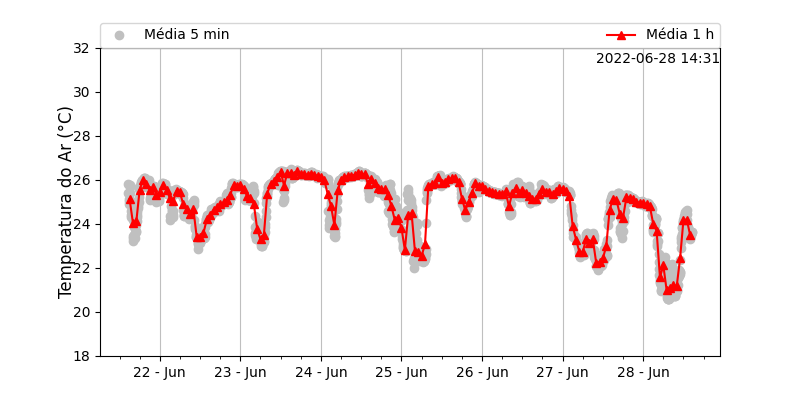 Média 5 min
Média 1 h
2022-06-28 14:31
Temperatura do Ar (°C)
32
30
28
26
24
22
20
18
22 - Jun
23 - Jun
24 - Jun
25 - Jun
26 - Jun
27 - Jun
28 - Jun